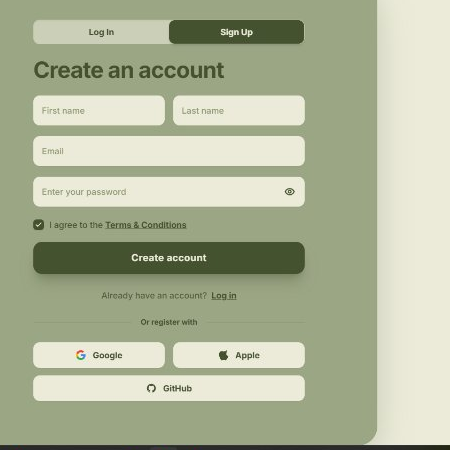 Log In Sign Up
Create an account
First name Last name
Email
Enter your password
I agree to the Terms & Conditions
Create account
Already have an account? Log in
Or register with
Google Apple
GitHub